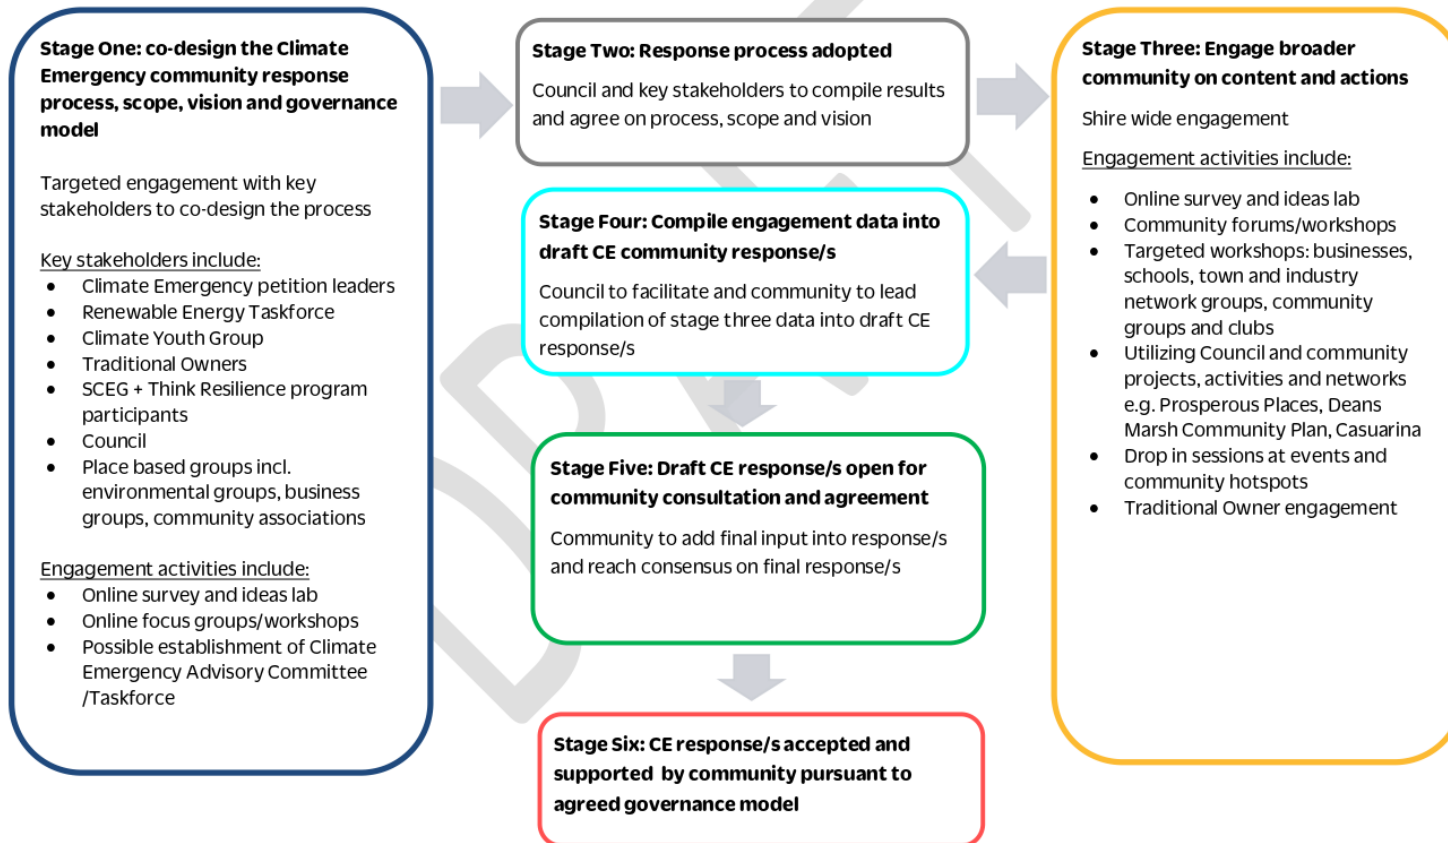 Stage One: co-design the Climate
Emergency community response
process, scope, vision and governance
model
Targeted engagement with key
stakeholders to co-design the process
Key stakeholders include:
• Climate Emergency petition leaders
• Renewable Energy Taskforce
• Climate Youth Group
• Traditional Owners
• SCEG + Think Resilience program
participants
• Council
• Place based groups incl.
environmental groups, business
groups, community associations
Engagement activities include:
• Online survey and ideas lab
• Online focus groups/workshops
• Possible establishment of Climate
Emergency Advisory Committee
/Taskforce
Stage Two: Response process adopted
Council and key stakeholders to compile results
and agree on process, scope and vision
Stage Three: Engage broader
community on content and actions
Shire wide engagement
Engagement activities include:
• Online survey and ideas lab
• Community forums/workshops
• Targeted workshops: businesses,
schools, town and industry
network groups, community
groups and clubs
• Utilizing Council and community
projects, activities and networks
e.g. Prosperous Places, Deans
Marsh Community Plan, Casuarina
• Drop in sessions at events and
community hotspots
• Traditional Owner engagement
Stage Four: Compile engagement data into
draft CE community response/s
Council to facilitate and community to lead
compilation of stage three data into draft CE
response/s
Stage Five: Draft CE response/s open for
community consultation and agreement
Community to add final input into response/s
and reach consensus on final response/s
Stage Six: CE response/s accepted and
supported by community pursuant to
agreed governance model
DRAFT